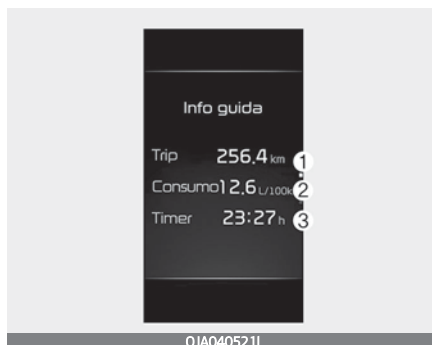 Info guida
Trip 256.4 km 1
Consumo 12.6 L/100k 2
Timer 23:27 h 3
OJA040521L